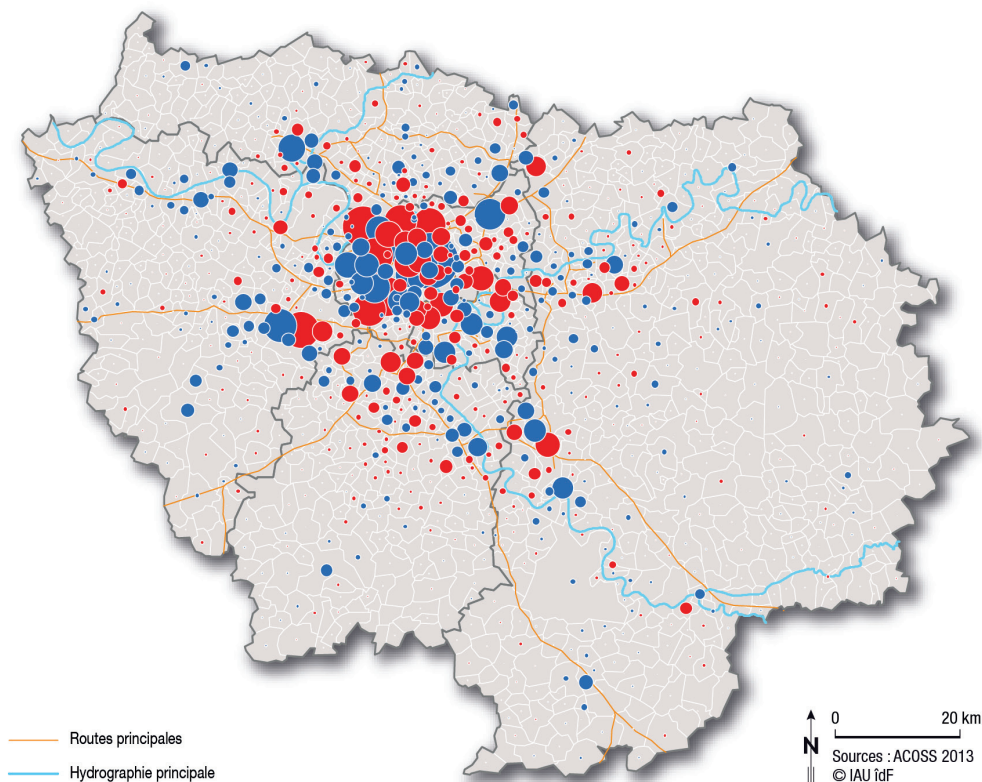 Routes principales
Hydrographie principale
N
0 20 km
Sources : ACOSS 2013
© IAU îdF